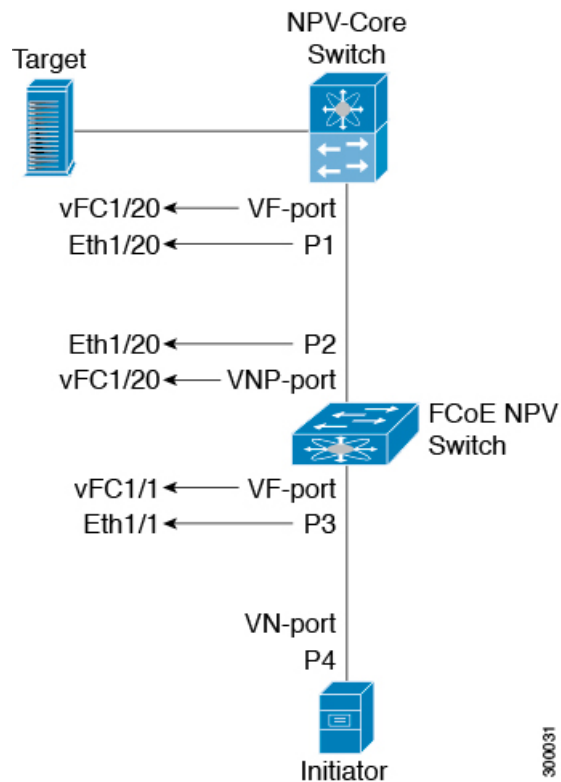 NPV-Core
Switch
Target
vFC1/20 VF-port
Eth1/20 P1
Eth1/20 P2
vFC1/20 VNP-port
FCoE NPV
Switch
vFC1/1 VF-port
Eth1/1 P3
VN-port
P4
Initiator
300031